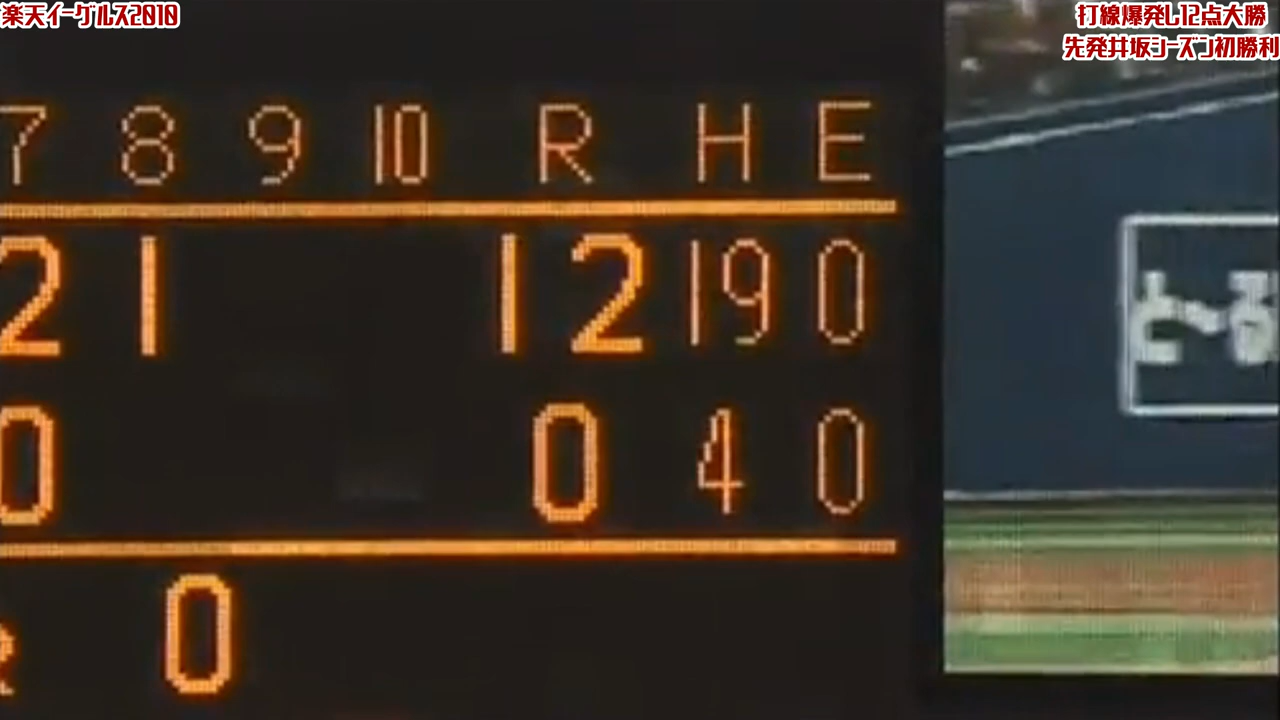 楽天イーグルス2010
打線爆発し12点大勝
先発井坂シーズン初勝利
7 8 9 10 R H E
2 1 12 19 0
0 0 4 0
R 0